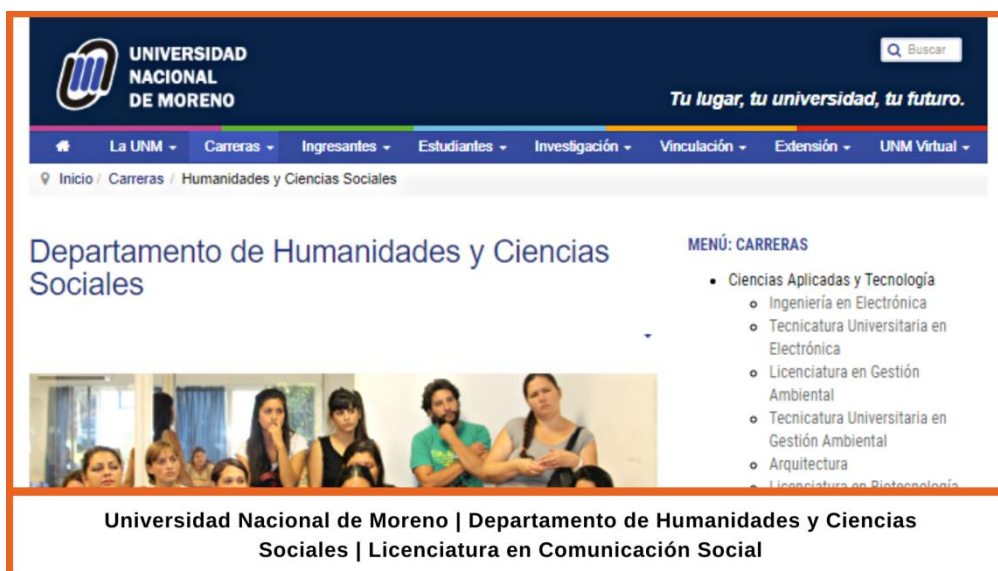 UNIVERSIDAD
NACIONAL
DE MORENO
Buscar
Tu lugar, tu universidad, tu futuro.
La UNM Carreras Ingresantes Estudiantes Investigación Vinculación Extensión UNM Virtual
Inicio / Carreras / Humanidades y Ciencias Sociales
Departamento de Humanidades y Ciencias
Sociales
MENÚ: CARRERAS
Ciencias Aplicadas y Tecnología
Ingeniería en Electrónica
Tecnicatura Universitaria en
Electrónica
Licenciatura en Gestión
Ambiental
Tecnicatura Universitaria en
Gestión Ambiental
Arquitectura
Licenciatura en Biotecnología
Universidad Nacional de Moreno | Departamento de Humanidades y Ciencias
Sociales | Licenciatura en Comunicación Social